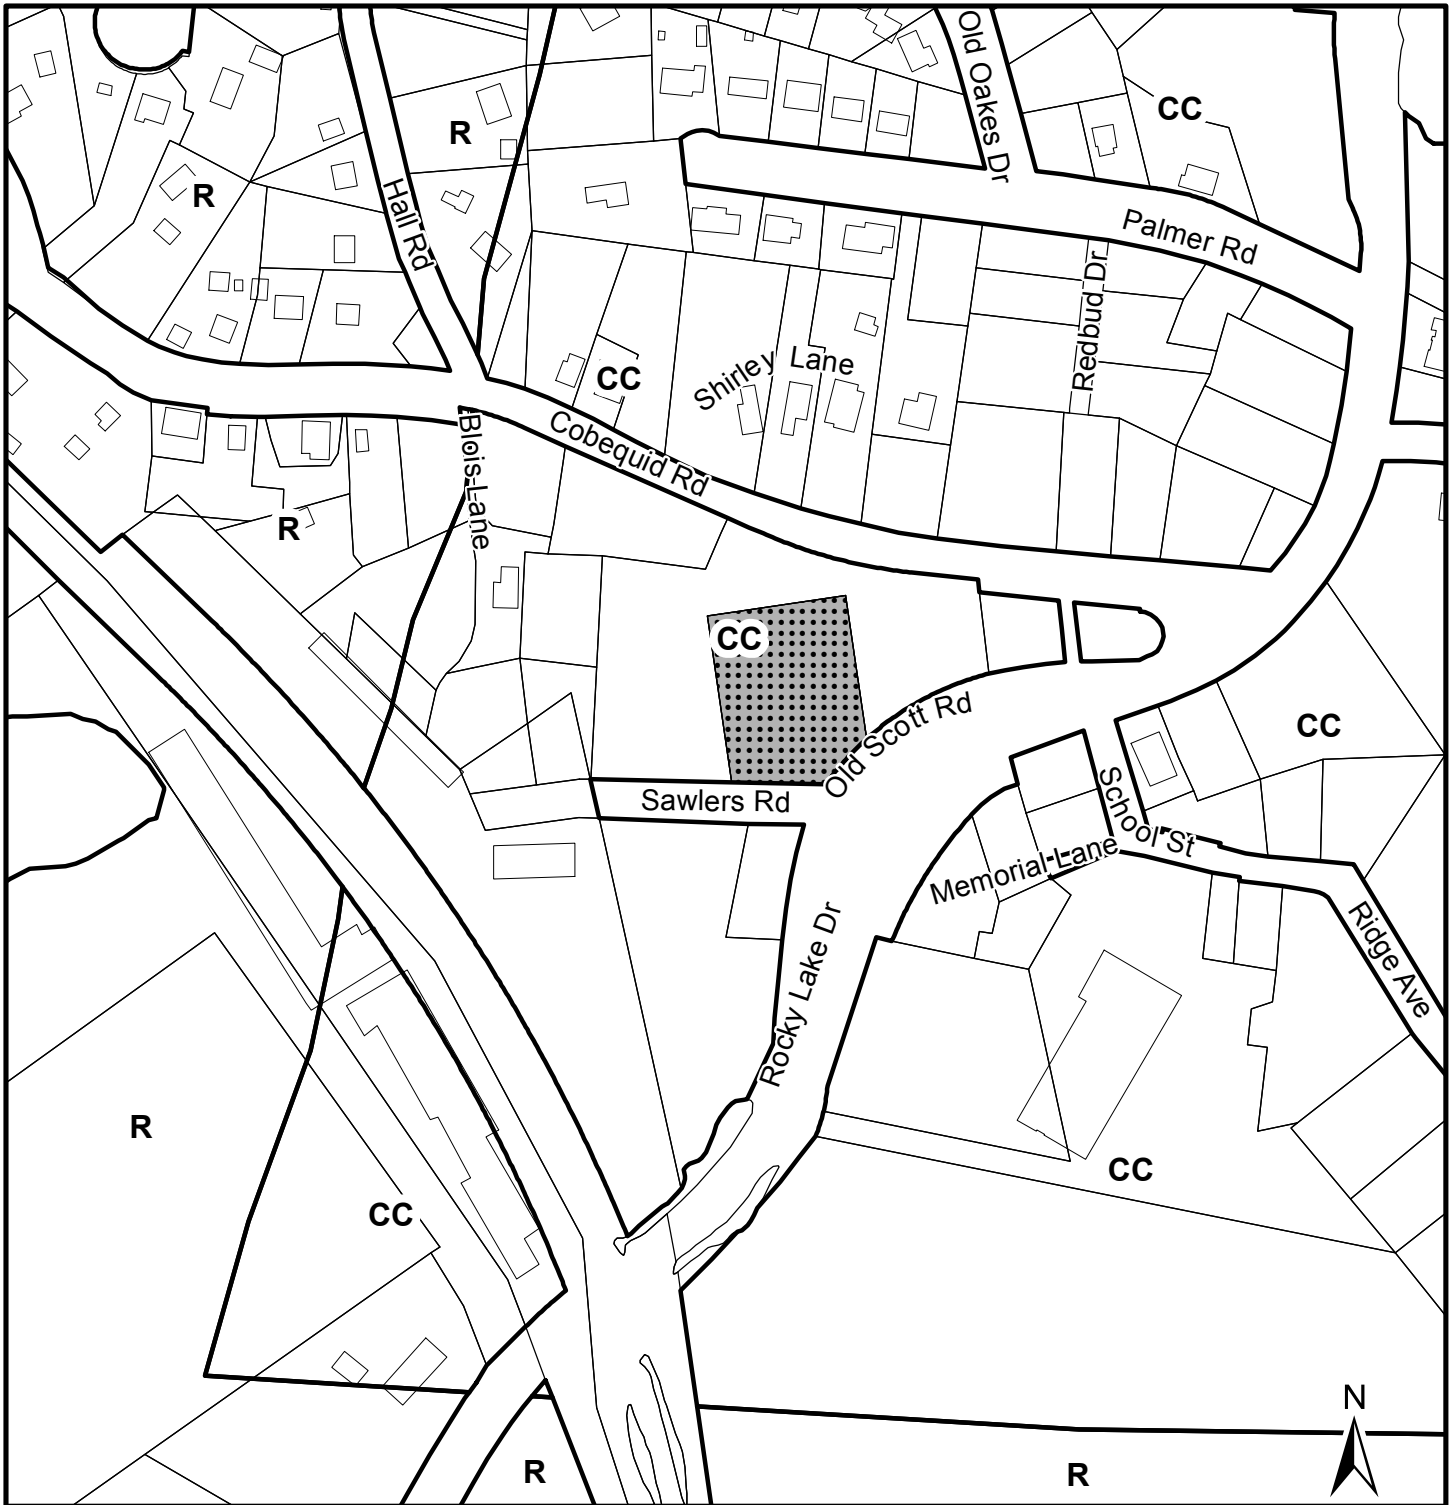 Old Oakes Dr
CC
R
R
Hall Rd
Palmer Rd
Redbud Dr
Shirley Lane
CC
Cobequid Rd
Blois Lane
R
CC
Old Scott Rd
CC
Sawlers Rd
School St
Memorial Lane
Ridge Ave
Rocky Lake Dr
R
CC
CC
N
R
R